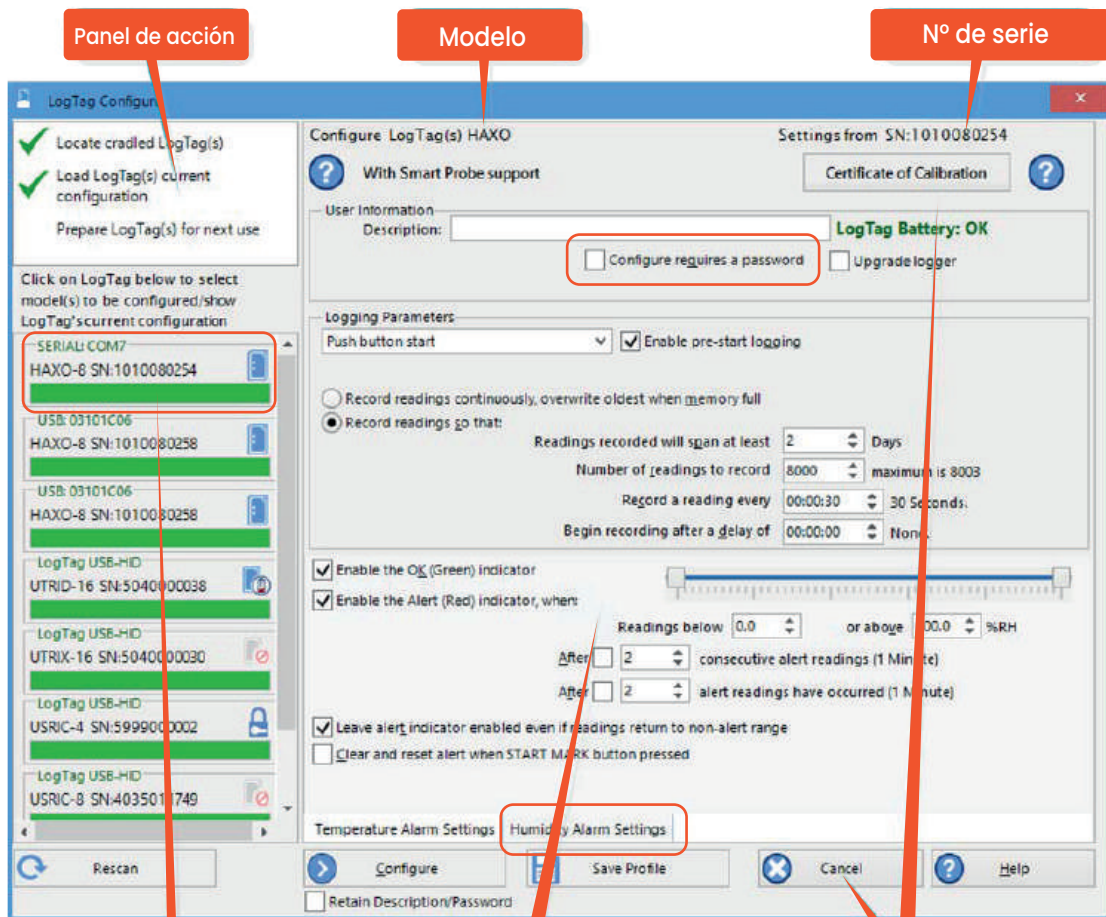 Panel de acción
Modelo
Nº de serie
LogTag Configur
Locate cradled LogTag(s)
Load LogTag(s) current
configuration
Prepare LogTag(s) for next use
Click on LogTag below to select
model(s) to be configured/show
LogTag'scurrent configuration
SERIAL: COM7
HAXO-8 SN:1010080254
USB: 03101C06
HAXO-8 SN:1010080258
USB: 03101C06
HAXO-8 SN:1010080258
LogTag USB-HID
UTRID-16 SN:5040000038
LogTag USB-HID
UTRIX-16 SN:5040000030
LogTag USB-HID
USRIC-4 SN:5999000002
LogTag USB-HID
USRIC-8 SN:4035011749
Rescan
Configure LogTag(s) HAXO
Settings from SN:1010080254
With Smart Probe support
Certificate of Calibration
User Information
Description:
LogTag Battery: OK
Configure requires a password
Upgrade logger
Logging Parameters
Push button start
Enable pre-start logging
Record readings continuously, overwrite oldest when memory full
Record readings so that:
Readings recorded will span at least 2 Days
Number of readings to record 8000 maximum is 8003
Record a reading every 00:00:30 30 Seconds.
Begin recording after a delay of 00:00:00 None.
Enable the OK (Green) indicator
Enable the Alert (Red) indicator, when:
Readings below 0.0 or above 00.0 %RH
After 2 consecutive alert readings (1 Minute)
After 2 alert readings have occurred (1 Minute)
Leave alert indicator enabled even if readings return to non-alert range
Clear and reset alert when START MARK button pressed
Temperature Alarm Settings
Humidity Alarm Settings
Configure
Save Profile
Cancel
Help
Retain Description/Password